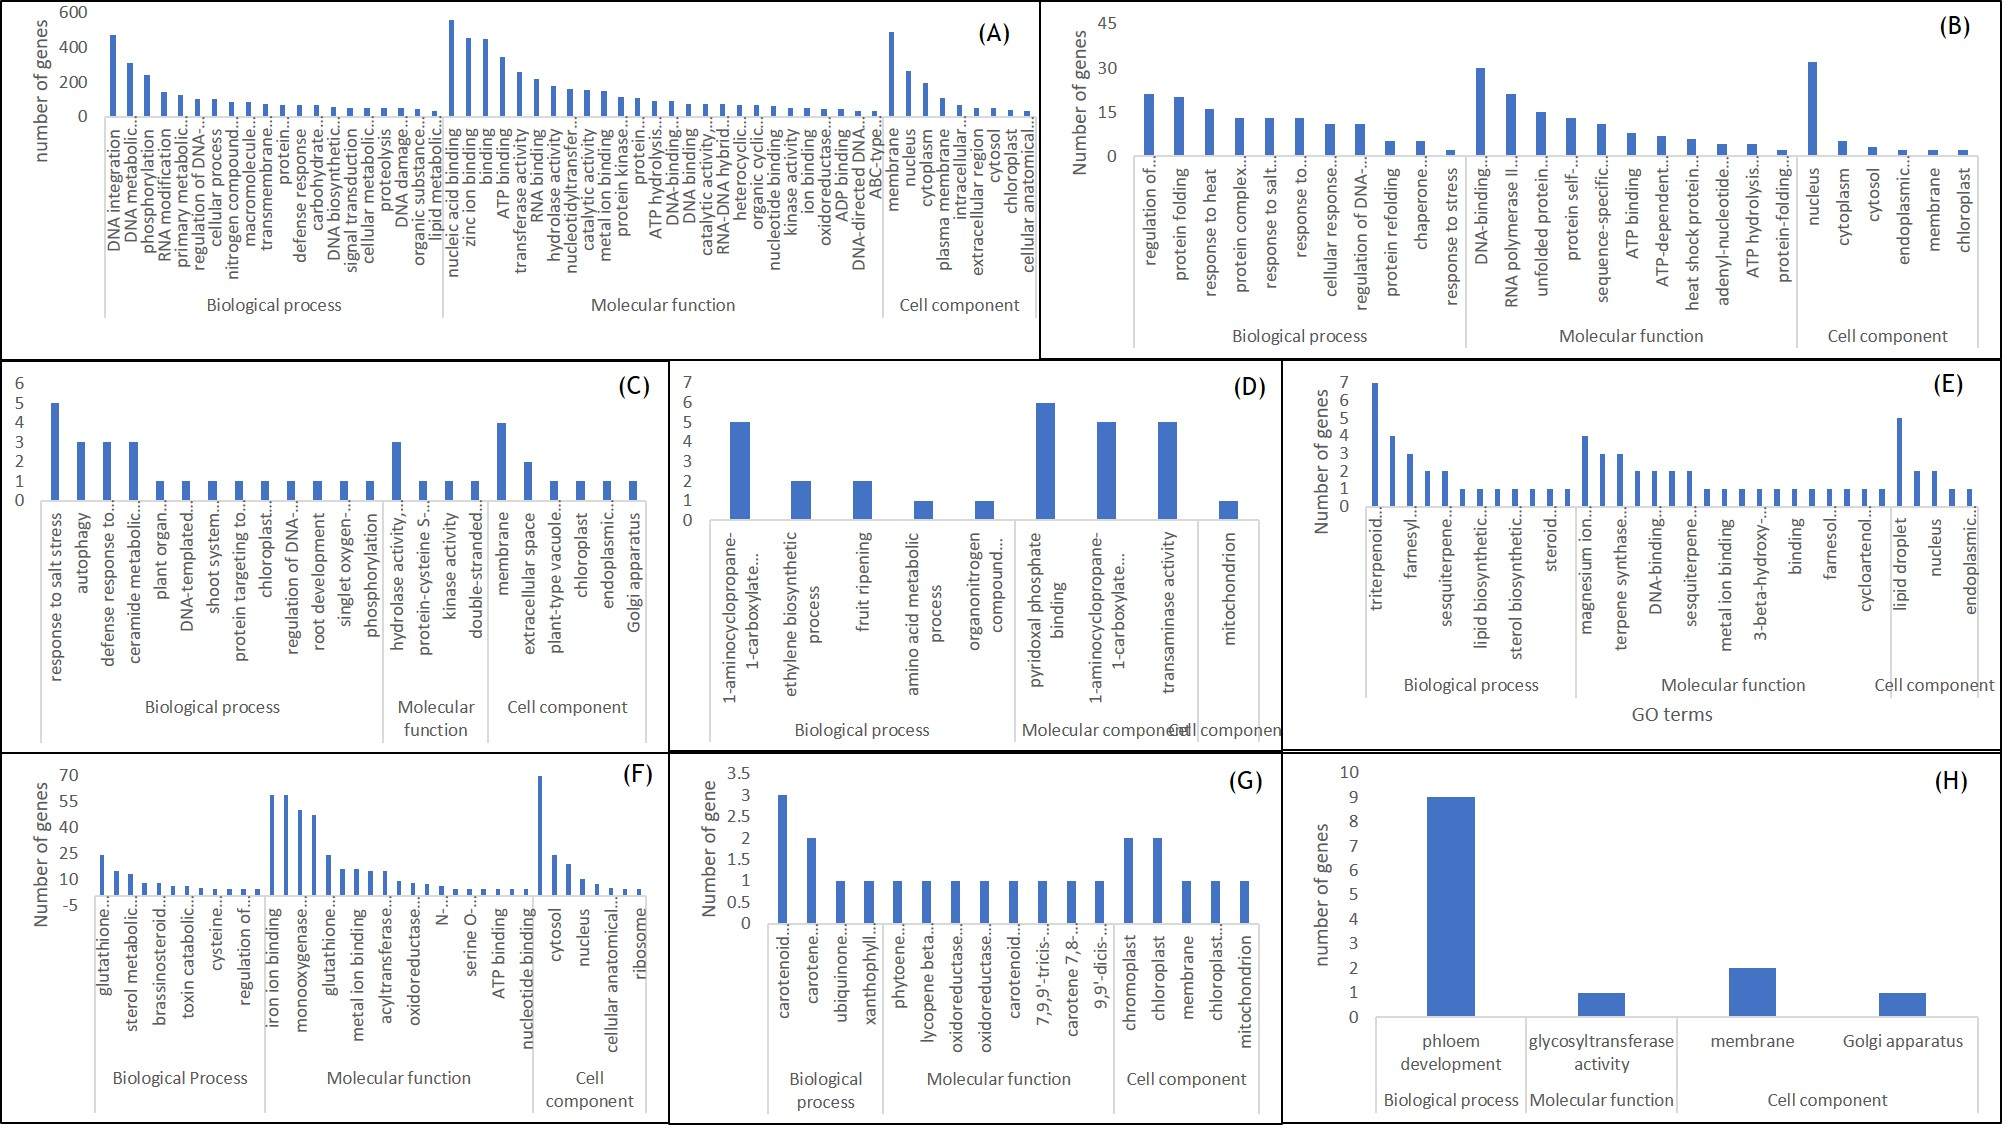 (A)
number of genes
600
400
200
0
DNA integration
DNA metabolic...
phosphorylation
RNA modification
primary metabolic...
regulation of DNA-...
cellular process
nitrogen compound...
macromolecule...
transmembrane...
protein...
defense response
carbohydrate...
DNA biosynthetic...
signal transduction
cellular metabolic...
proteolysis
DNA damage...
organic substance...
lipid metabolic...
nucleic acid binding
zinc ion binding
binding
ATP binding
transferase activity
RNA binding
hydrolase activity
nucleotidyltransfer...
catalytic activity
metal ion binding
protein kinase...
protein...
ATP hydrolysis...
DNA-binding...
DNA binding
catalytic activity,...
RNA-DNA hybrid...
heterocyclic...
organic cyclic...
nucleotide binding
kinase activity
ion binding
oxidoreductase...
ADP binding
DNA-directed DNA...
ABC-type...
membrane
nucleus
cytoplasm
plasma membrane
intracellular...
extracellular region
cytosol
chloroplast
cellular anatomical...
Biological process
Molecular function
Cell component
(B)
Number of genes
45
30
15
0
regulation of...
protein folding
response to heat
protein complex...
response to salt...
response to...
cellular response...
regulation of DNA-...
protein refolding
chaperone...
response to stress
DNA-binding...
RNA polymerase II...
unfolded protein...
protein self-...
sequence-specific...
ATP binding
ATP-dependent...
heat shock protein...
adenyl-nucleotide...
ATP hydrolysis...
protein-folding...
nucleus
cytoplasm
cytosol
endoplasmic...
membrane
chloroplast
Biological process
Molecular function
Cell component
(C)
6
5
4
3
2
1
0
response to salt stress
autophagy
defense response to...
ceramide metabolic...
plant organ...
DNA-templated...
shoot system...
protein targeting to...
chloroplast...
regulation of DNA-...
root development
singlet oxygen-...
phosphorylation
hydrolase activity,...
protein-cysteine S-...
kinase activity
double-stranded...
membrane
extracellular space
plant-type vacuole...
chloroplast
endoplasmic...
Golgi apparatus
Biological process
Molecular
function
Cell component
(D)
7
6
5
4
3
2
1
0
1-aminocyclopropane-
1-carboxylate...
ethylene biosynthetic
process
fruit ripening
amino acid metabolic
process
organonitrogen
compound...
pyridoxal phosphate
binding
1-aminocyclopropane-
1-carboxylate...
transaminase activity
mitochondrion
Biological process
Molecular component
Cell component
(E)
Number of genes
7
6
5
4
3
2
1
0
triterpenoid...
farnesyl...
sesquiterpene...
lipid biosynthetic...
sterol biosynthetic...
steroid...
magnesium ion...
terpene synthase...
DNA-binding...
sesquiterpene...
metal ion binding
3-beta-hydroxy-...
binding
farnesol...
cycloartenol...
lipid droplet
nucleus
endoplasmic...
Biological process
Molecular function
Cell component
GO terms
(F)
Number of genes
70
55
40
25
10
-5
glutathione...
sterol metabolic...
brassinosteroid...
toxin catabolic...
cysteine...
regulation of...
iron ion binding
monooxygenase...
glutathione...
metal ion binding
acyltransferase...
oxidoreductase...
N-...
serine O-...
ATP binding
nucleotide binding
cytosol
nucleus
cellular anatomical...
ribosome
Biological Process
Molecular function
Cell
component
(G)
Number of gene
3.5
3
2.5
2
1.5
1
0.5
0
carotenoid...
carotene...
ubiquinone...
xanthophyll...
phytoene...
lycopene beta...
oxidoreductase...
oxidoreductase...
carotenoid...
7,9,9'-tricis-...
carotene 7,8-...
9,9'-dicis-...
chromoplast
chloroplast
membrane
chloroplast...
mitochondrion
Biological
process
Molecular function
Cell component
(H)
number of genes
10
9
8
7
6
5
4
3
2
1
0
phloem
development
glycosyltransferase
activity
membrane
Golgi apparatus
Biological process
Molecular function
Cell component